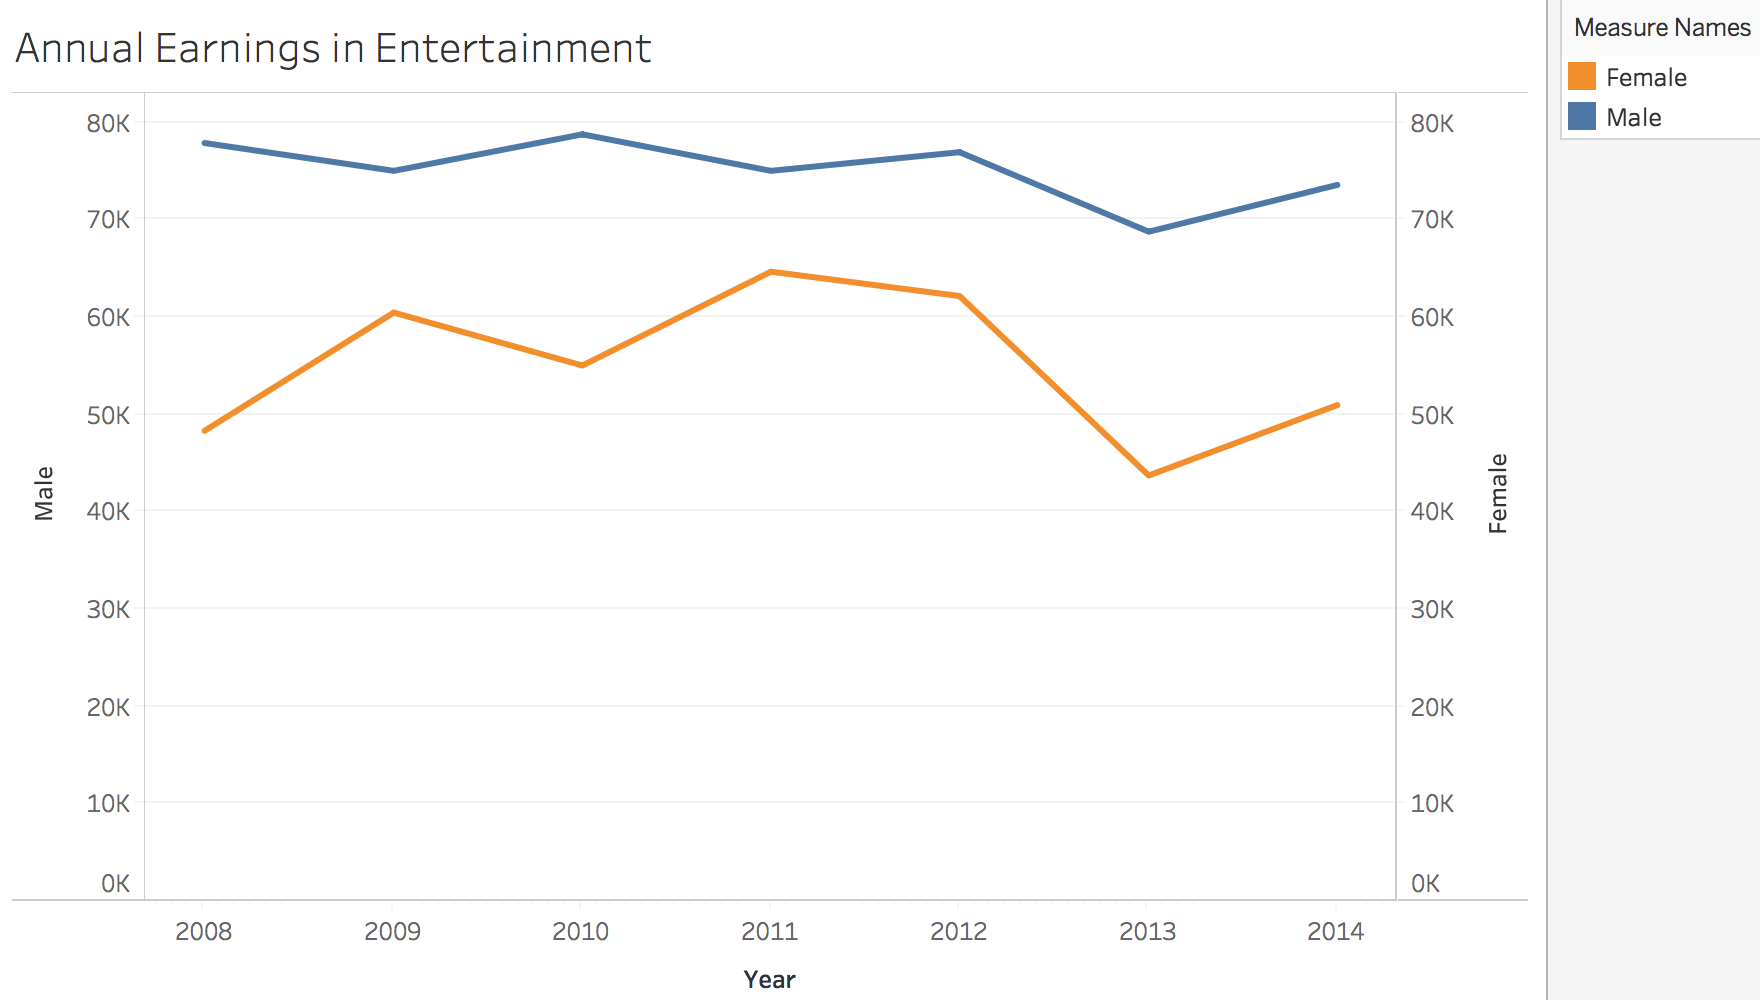 Annual Earnings in Entertainment
Measure Names
Female
Male
80K
70K
60K
50K
40K
30K
20K
10K
0K
Male
80K
70K
60K
50K
40K
30K
20K
10K
0K
Female
2008 2009 2010 2011 2012 2013 2014
Year